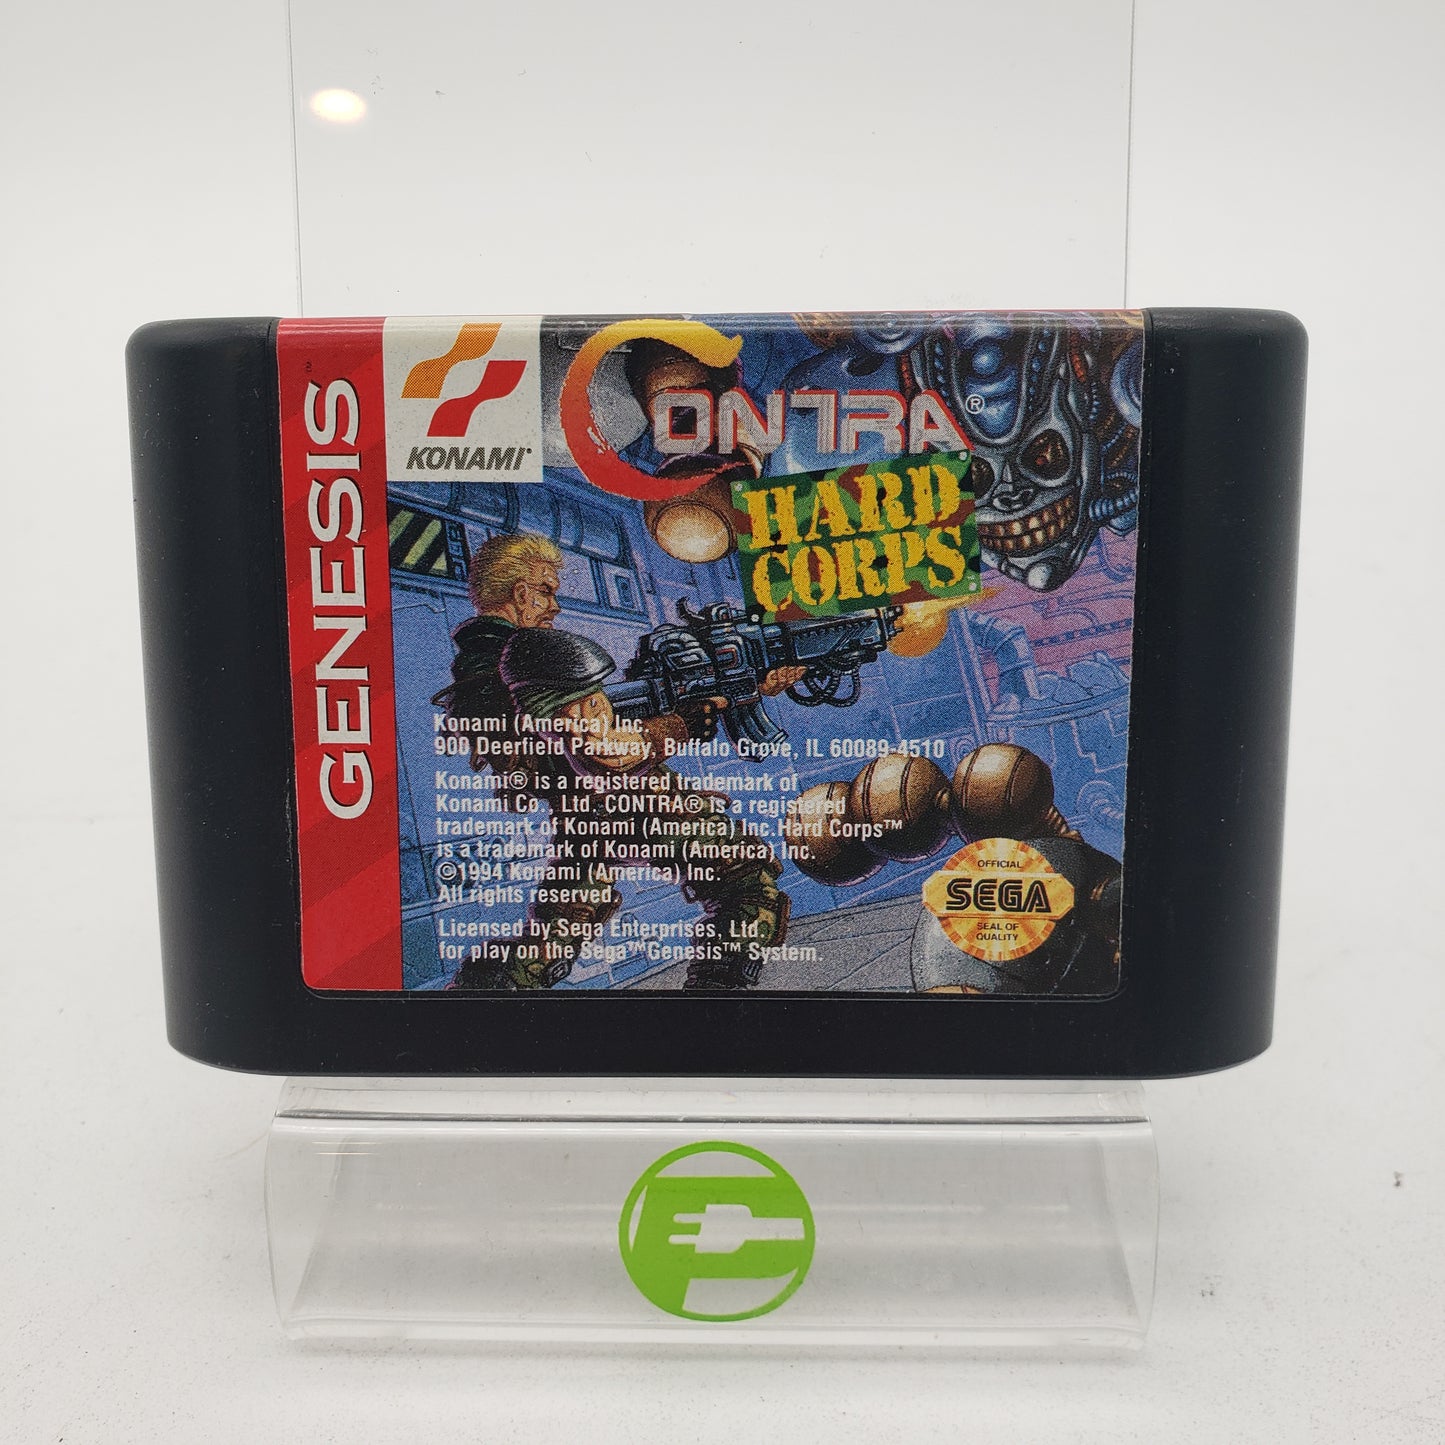 GENESIS
KONAMI®
CONTRA®
HARD
CORPS
Konami (America) Inc.
900 Deerfield Parkway, Buffalo Grove, IL 60089-4510
Konami® is a registered trademark of
Konami Co., Ltd. CONTRA® is a registered
trademark of Konami (America) Inc.Hard Corps™
is a trademark of Konami (America) Inc.
©1994 Konami (America) Inc.
All rights reserved.
Licensed by Sega Enterprises, Ltd.
for play on the Sega™ Genesis™ System.
OFFICIAL
SEGA
SEAL OF
QUALITY